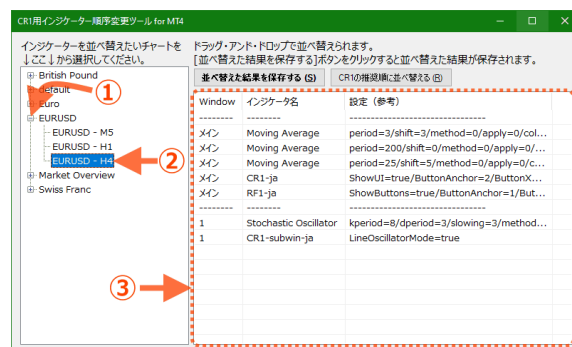 CR1用インジケーター順序変更ツール for MT4
インジケーターを並べ替えたいチャートを
↓ここ↓から選択してください。
ドラッグ・アンド・ドロップで並べ替えられます。
[並べ替えた結果を保存する]ボタンをクリックすると並べ替えた結果が保存されます。
並べ替えた結果を保存する (S)
CR1の推奨順に並べ替える (R)
British Pound
default
Euro
EURUSD
EURUSD - M5
EURUSD - H1
EURUSD - H4
Market Overview
Swiss Franc
①
②
③
Window インジケータ名 設定（参考）
-------- -------- --------------------------------
メイン Moving Average period=3/shift=3/method=0/apply=0/col...
メイン Moving Average period=200/shift=0/method=0/apply=0/...
メイン Moving Average period=25/shift=5/method=0/apply=0/c...
メイン CR1-ja ShowUI=true/ButtonAnchor=2/ButtonX...
メイン RF1-ja ShowButtons=true/ButtonAnchor=1/But...
-------- -------- --------------------------------
1 Stochastic Oscillator kperiod=8/dperiod=3/slowing=3/method...
1 CR1-subwin-ja LineOscillatorMode=true